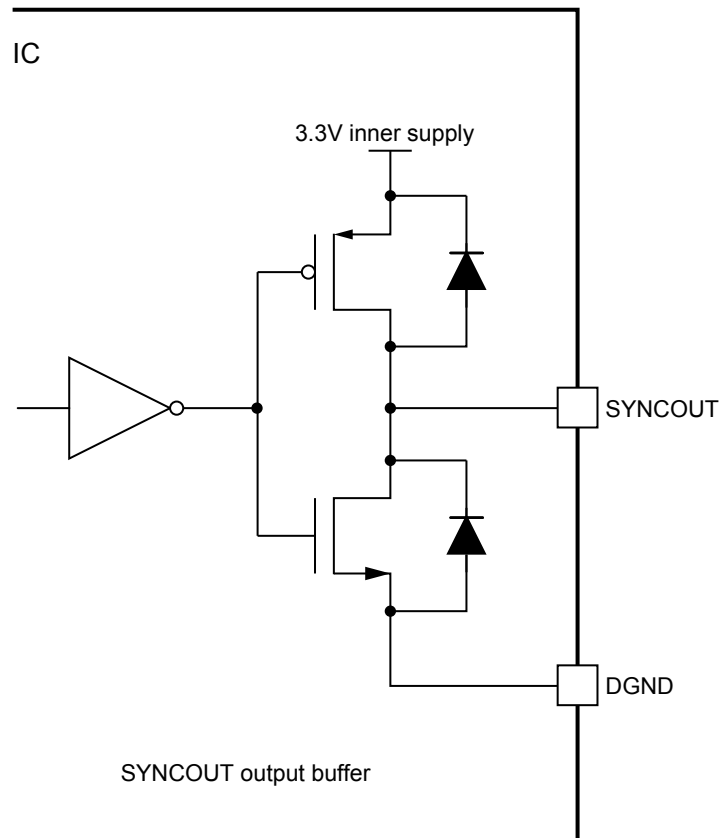 IC
3.3V inner supply
SYNCOUT
DGND
SYNCOUT output buffer